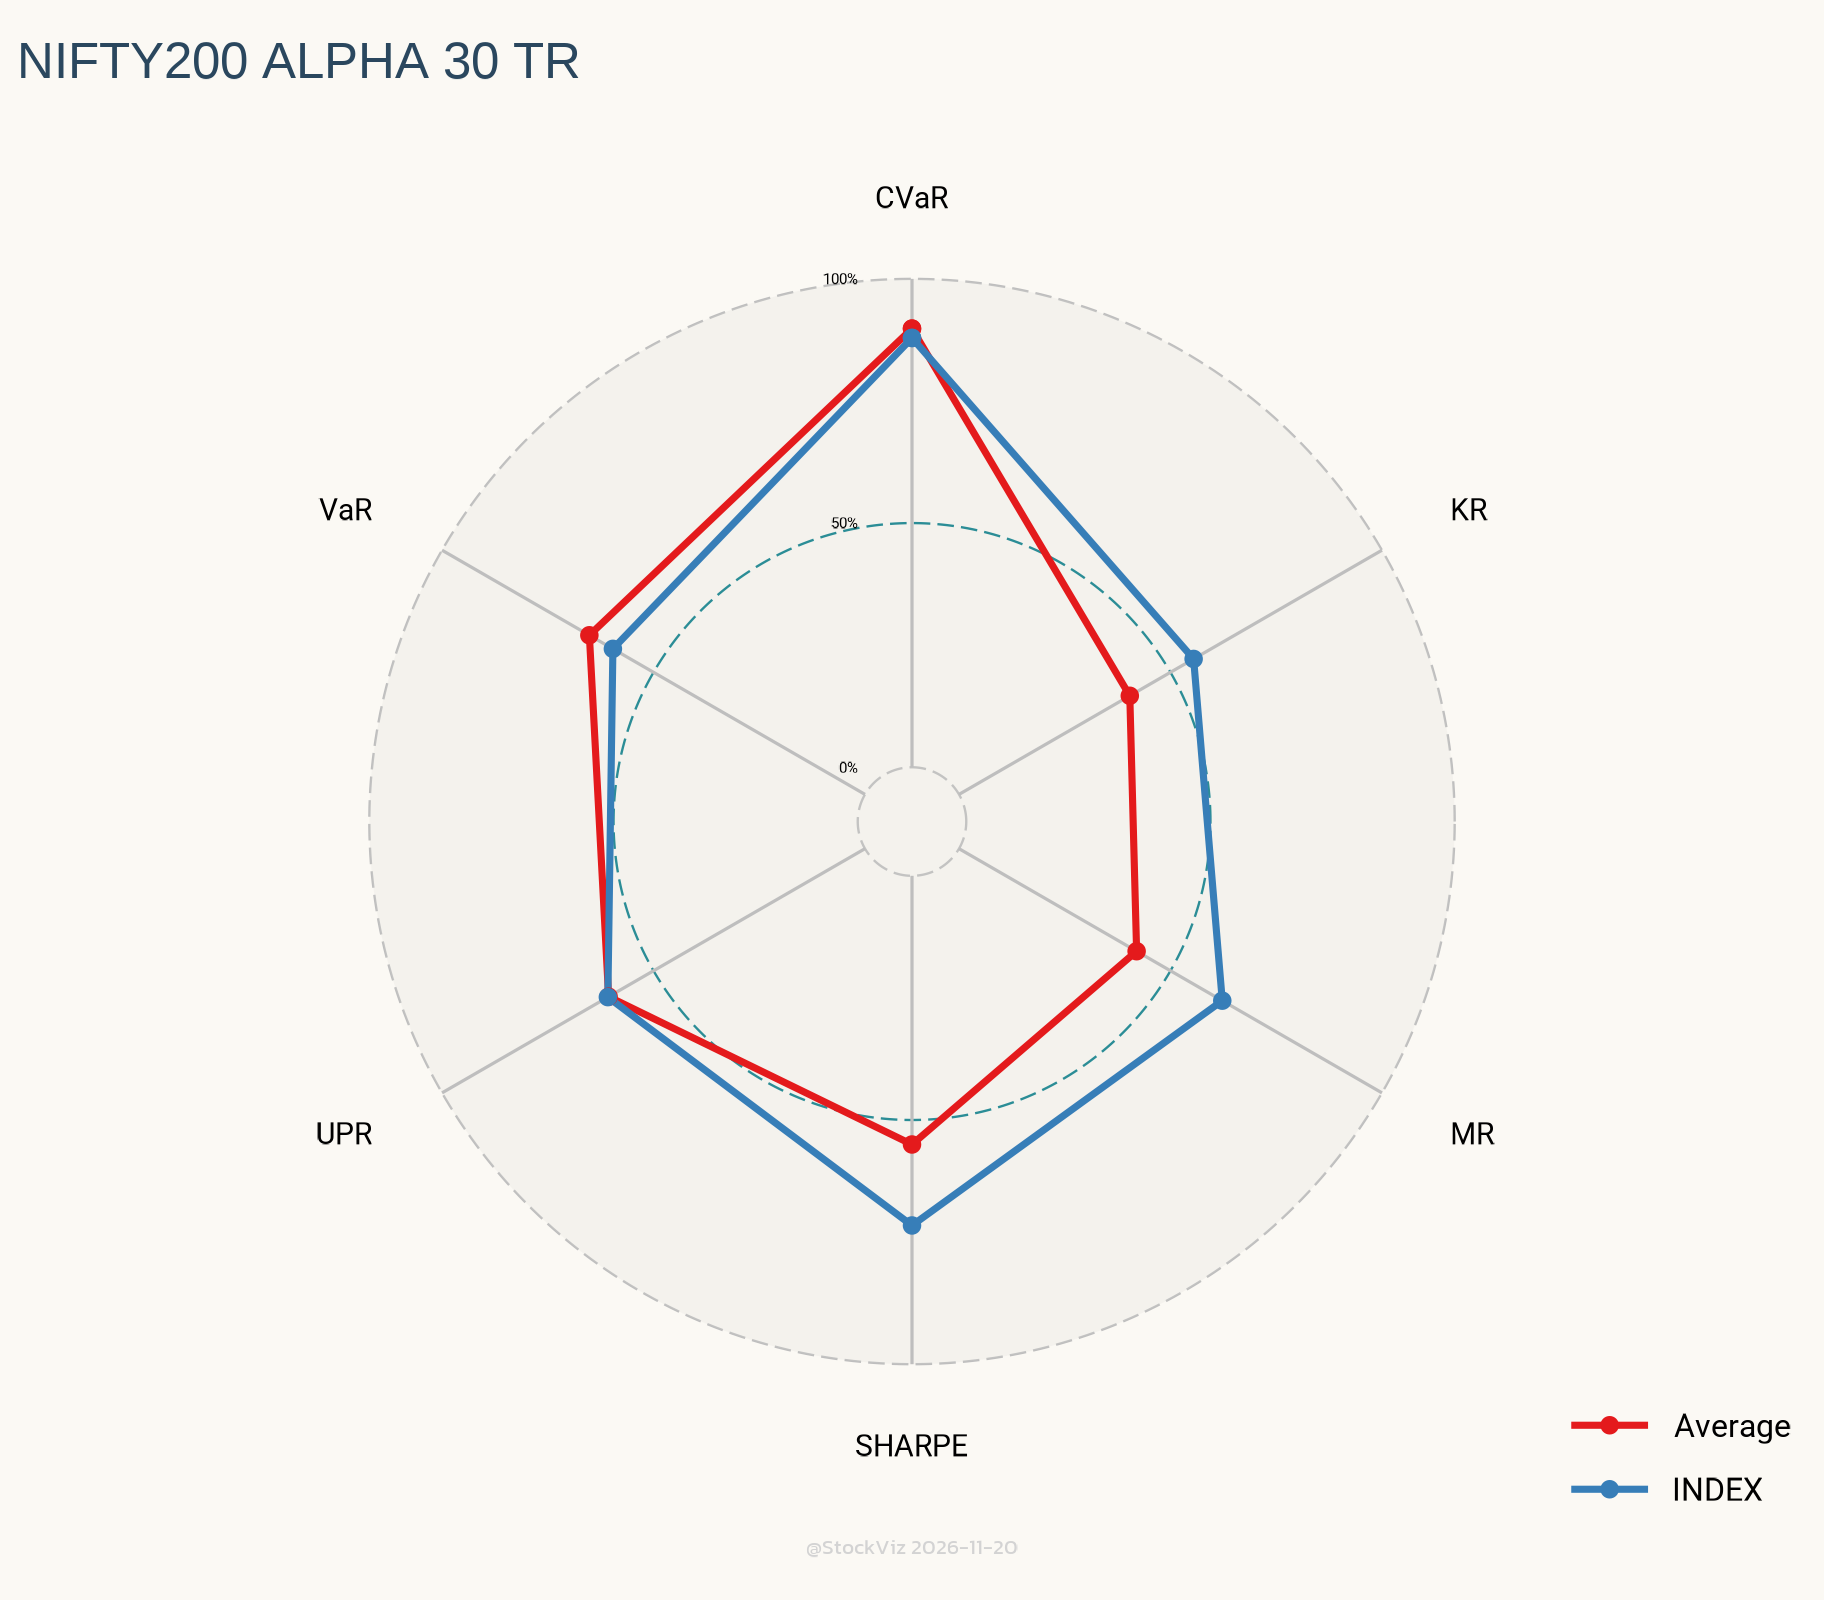 NIFTY200 ALPHA 30 TR
CVaR
100%
VaR
KR
50%
0%
UPR
MR
SHARPE
Average
INDEX
@StockViz 2026-11-20